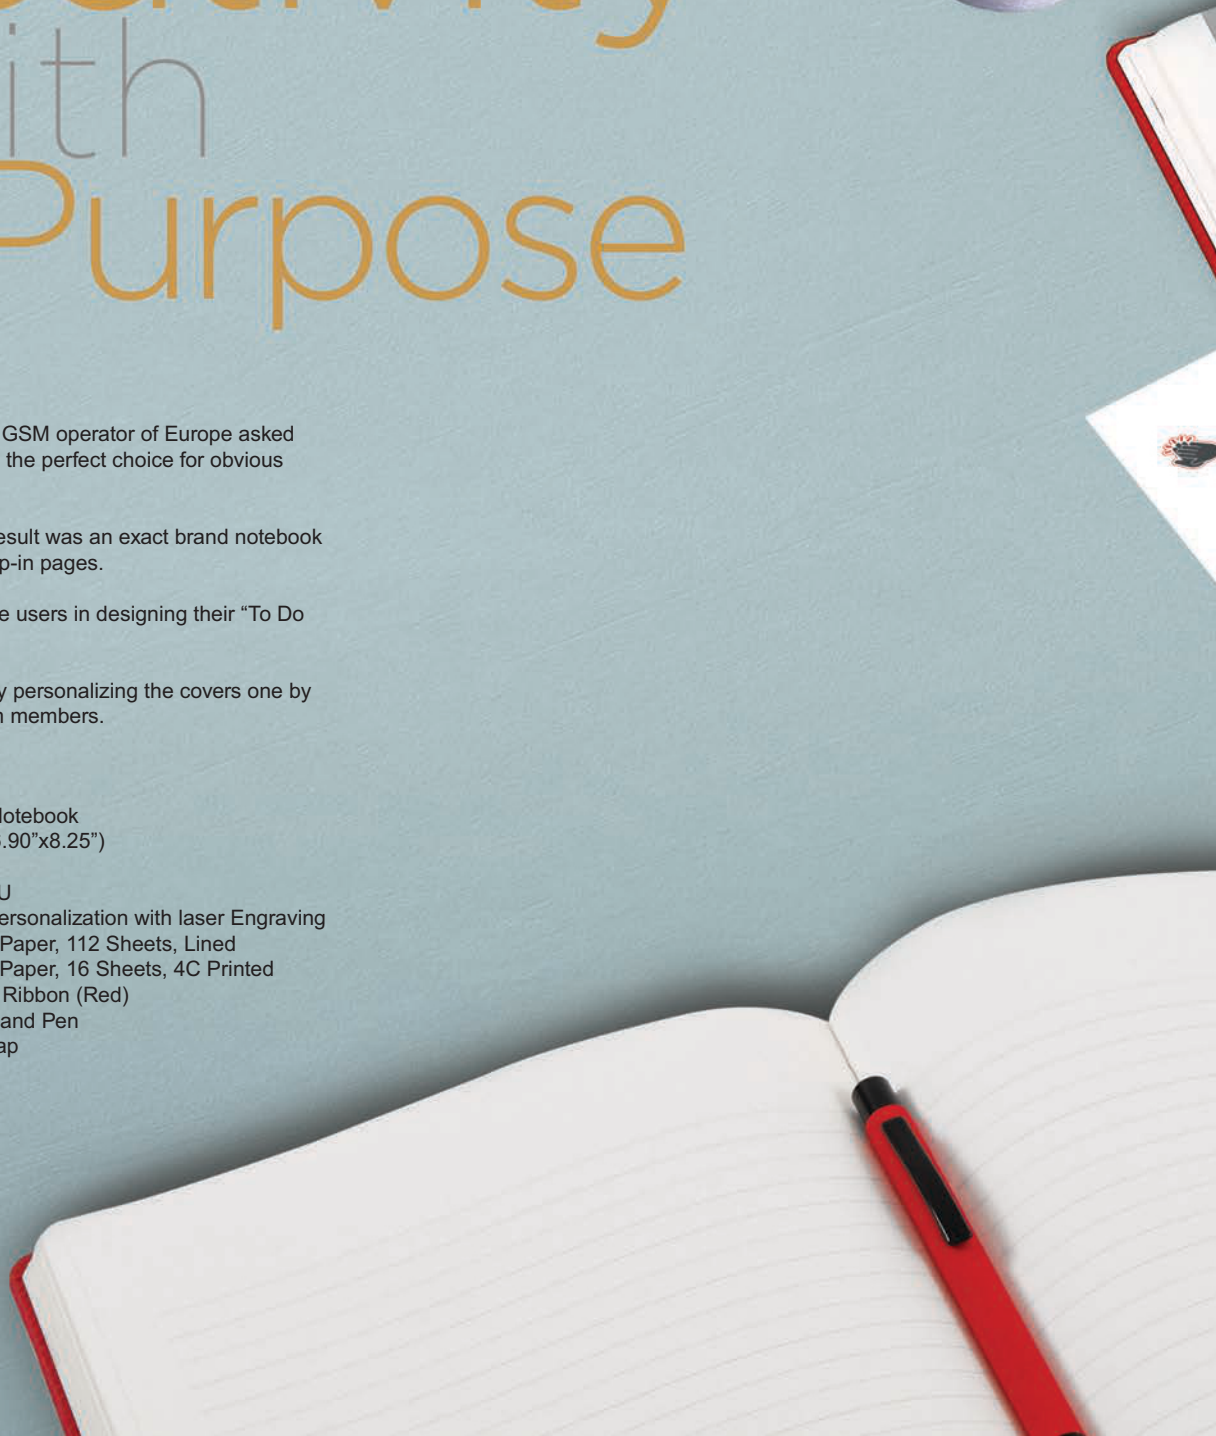 ith
Purpose
GSM operator of Europe asked
the perfect choice for obvious
esult was an exact brand notebook
p-in pages.
e users in designing their “To Do
y personalizing the covers one by
n members.
Notebook
.90”x8.25”)
U
ersonalization with laser Engraving
Paper, 112 Sheets, Lined
Paper, 16 Sheets, 4C Printed
Ribbon (Red)
and Pen
ap